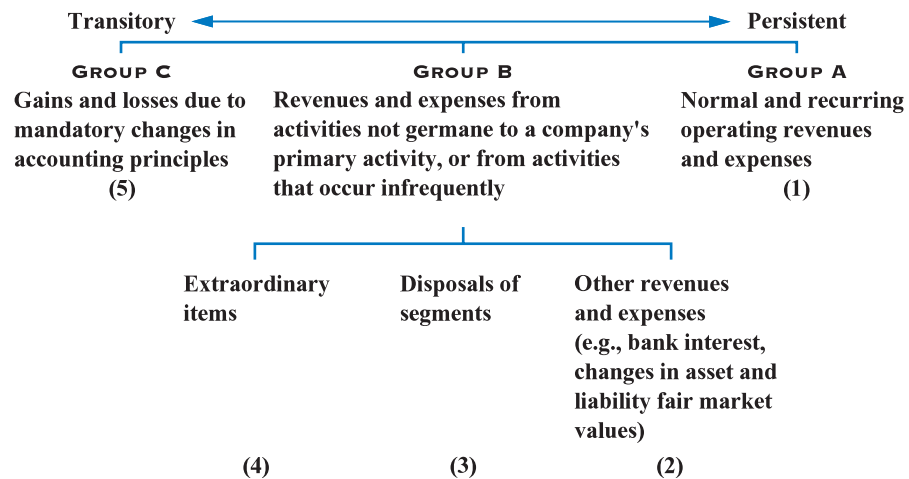 Transitory
Persistent
GROUP C
Gains and losses due to
mandatory changes in
accounting principles
(5)
GROUP B
Revenues and expenses from
activities not germane to a company's
primary activity, or from activities
that occur infrequently
GROUP A
Normal and recurring
operating revenues
and expenses
(1)
Extraordinary
items
(4)
Disposals of
segments
(3)
Other revenues
and expenses
(e.g., bank interest,
changes in asset and
liability fair market
values)
(2)